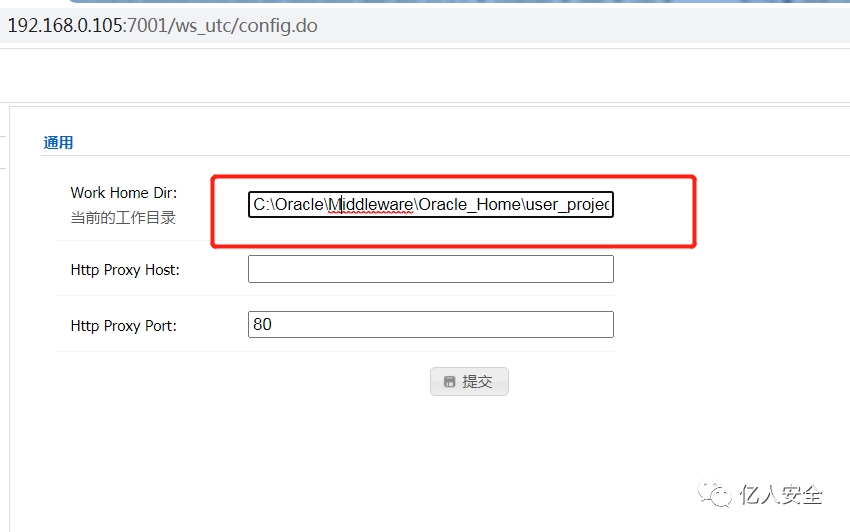 192.168.0.105:7001/ws_utc/config.do
通用
Work Home Dir:
当前的工作目录
C:\Oracle\Middleware\Oracle_Home\user_projec
Http Proxy Host:
Http Proxy Port:
80
提交
亿人安全